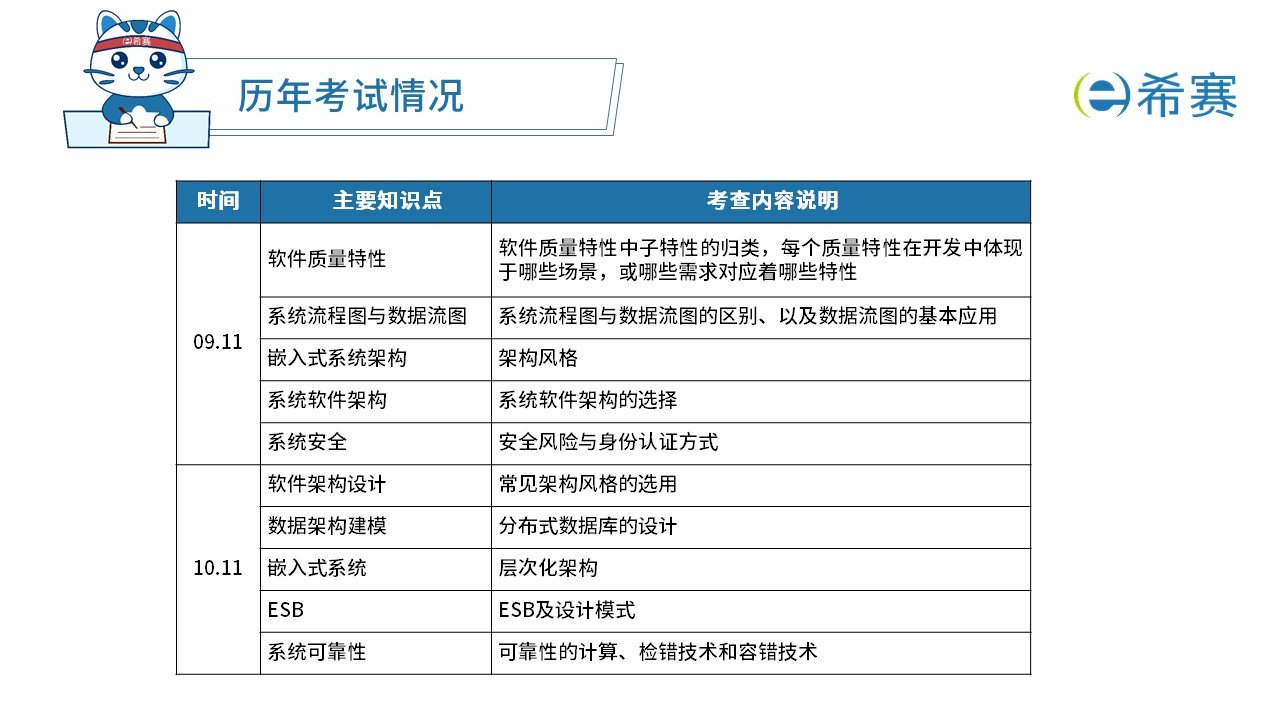 希赛
历年考试情况
希赛
时间 主要知识点 考查内容说明
09.11
软件质量特性
软件质量特性中子特性的归类，每个质量特性在开发中体现
于哪些场景，或哪些需求对应着哪些特性
系统流程图与数据流图 系统流程图与数据流图的区别、以及数据流图的基本应用
嵌入式系统架构 架构风格
系统软件架构 系统软件架构的选择
系统安全 安全风险与身份认证方式
10.11
软件架构设计 常见架构风格的选用
数据架构建模 分布式数据库的设计
嵌入式系统 层次化架构
ESB ESB及设计模式
系统可靠性 可靠性的计算、检错技术和容错技术